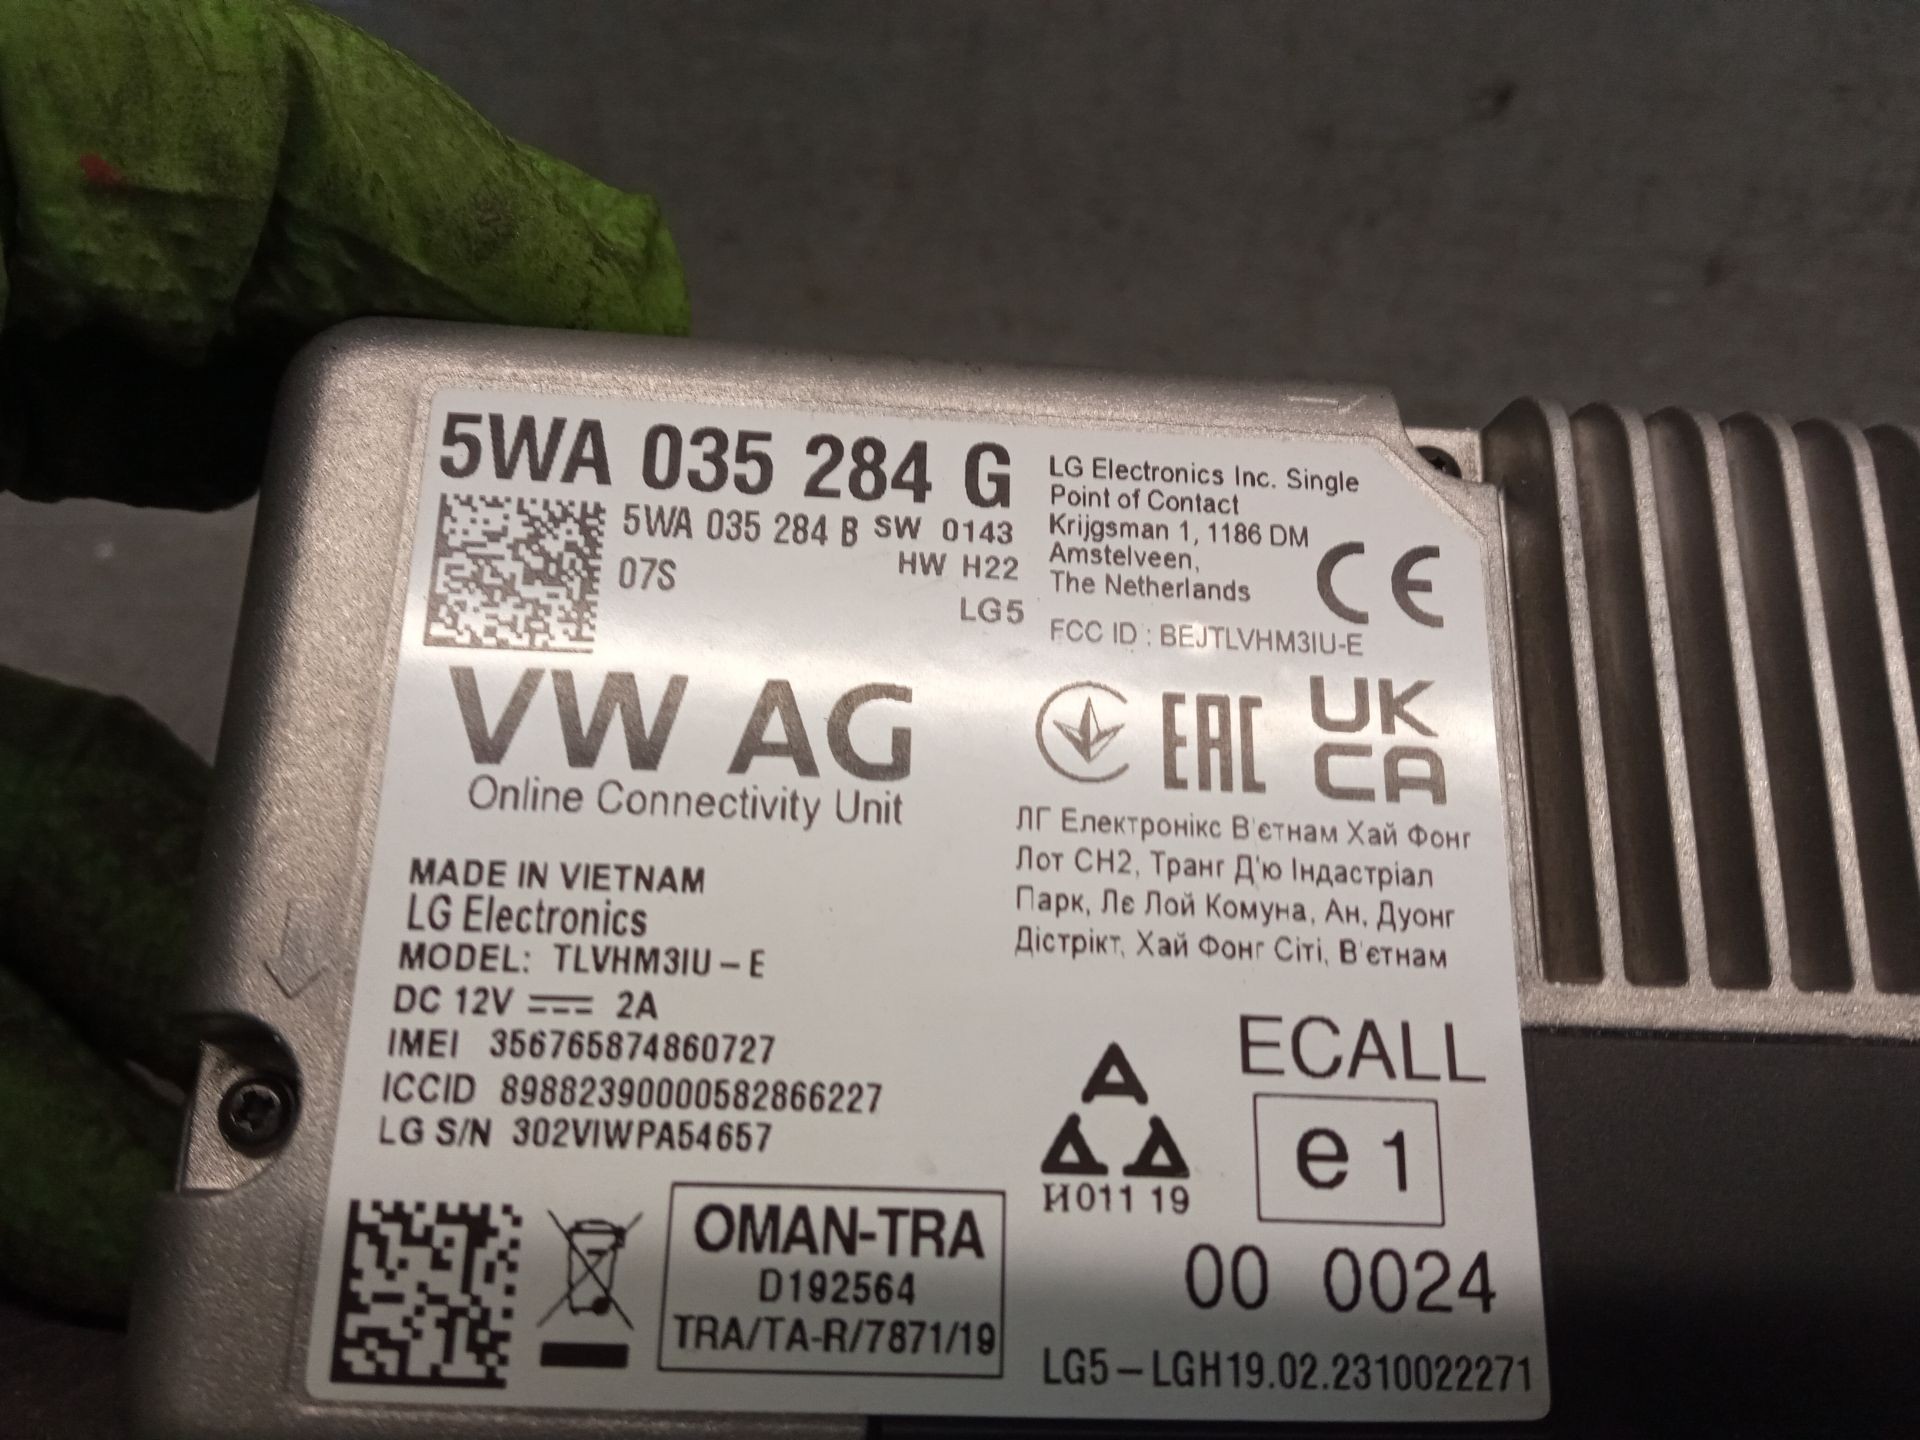 5WA 035 284 G
5WA 035 284 B SW 0143
07S HW H22
LG5
LG Electronics Inc. Single
Point of Contact
Krijgsman 1, 1186 DM
Amstelveen,
The Netherlands
CE
FCC ID : BEJTLVHM3IU-E
VW AG
Online Connectivity Unit
EAC
UK
CA
ЛГ Електронікс В'єтнам Хай Фонг
Лот СН2, Транг Д'ю Індастріал
Парк, Лє Лой Комуна, Ан, Дуонг
Дістрікт, Хай Фонг Сіті, В'єтнам
MADE IN VIETNAM
LG Electronics
MODEL: TLVHM3IU-E
DC 12V 2A
IMEI 356765874860727
ICCID 89882390000582866227
LG S/N 302VIWPA54657
ECALL
e1
И011 19
00 0024
OMAN-TRA
D192564
TRA/TA-R/7871/19
LG5-LGH19.02.2310022271